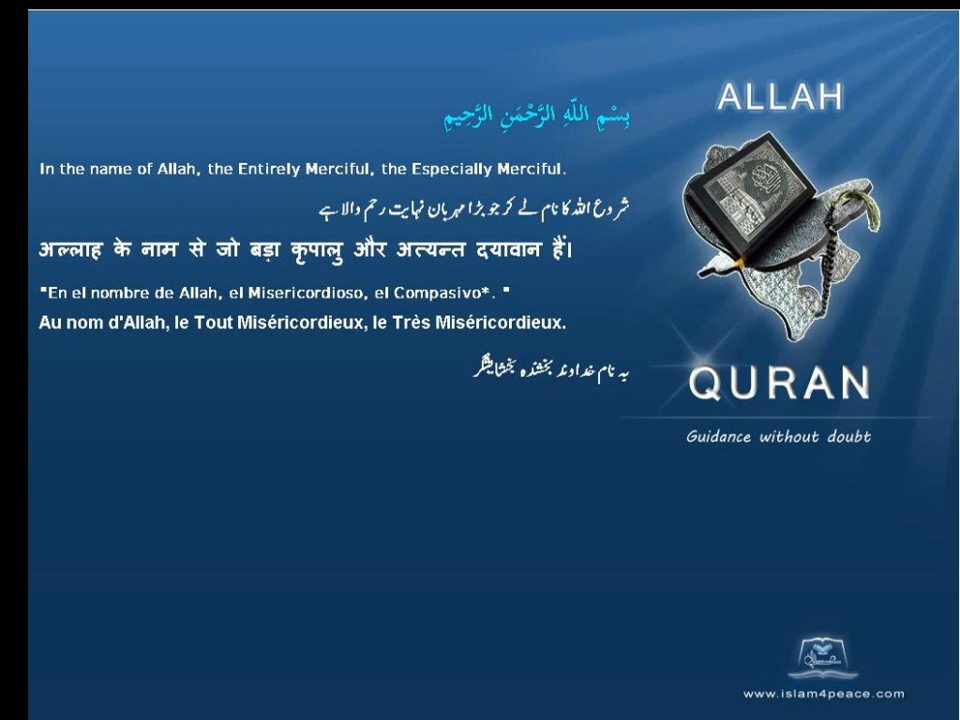 بِسْمِ اللَّهِ الرَّحْمَنِ الرَّحِيمِ
In the name of Allah, the Entirely Merciful, the Especially Merciful.
شروع الله کا نام لے کر جو بڑا مہربان نہایت رحم والا ہے
अल्लाह के नाम से जो बड़ा कृपालु और अत्यन्त दयावान हैं।
"En el nombre de Allah, el Misericordioso, el Compasivo*. "
Au nom d'Allah, le Tout Miséricordieux, le Très Miséricordieux.
به نام خداوند بخشنده بخشایشگر
ALLAH
QURAN
Guidance without doubt
www.islam4peace.com